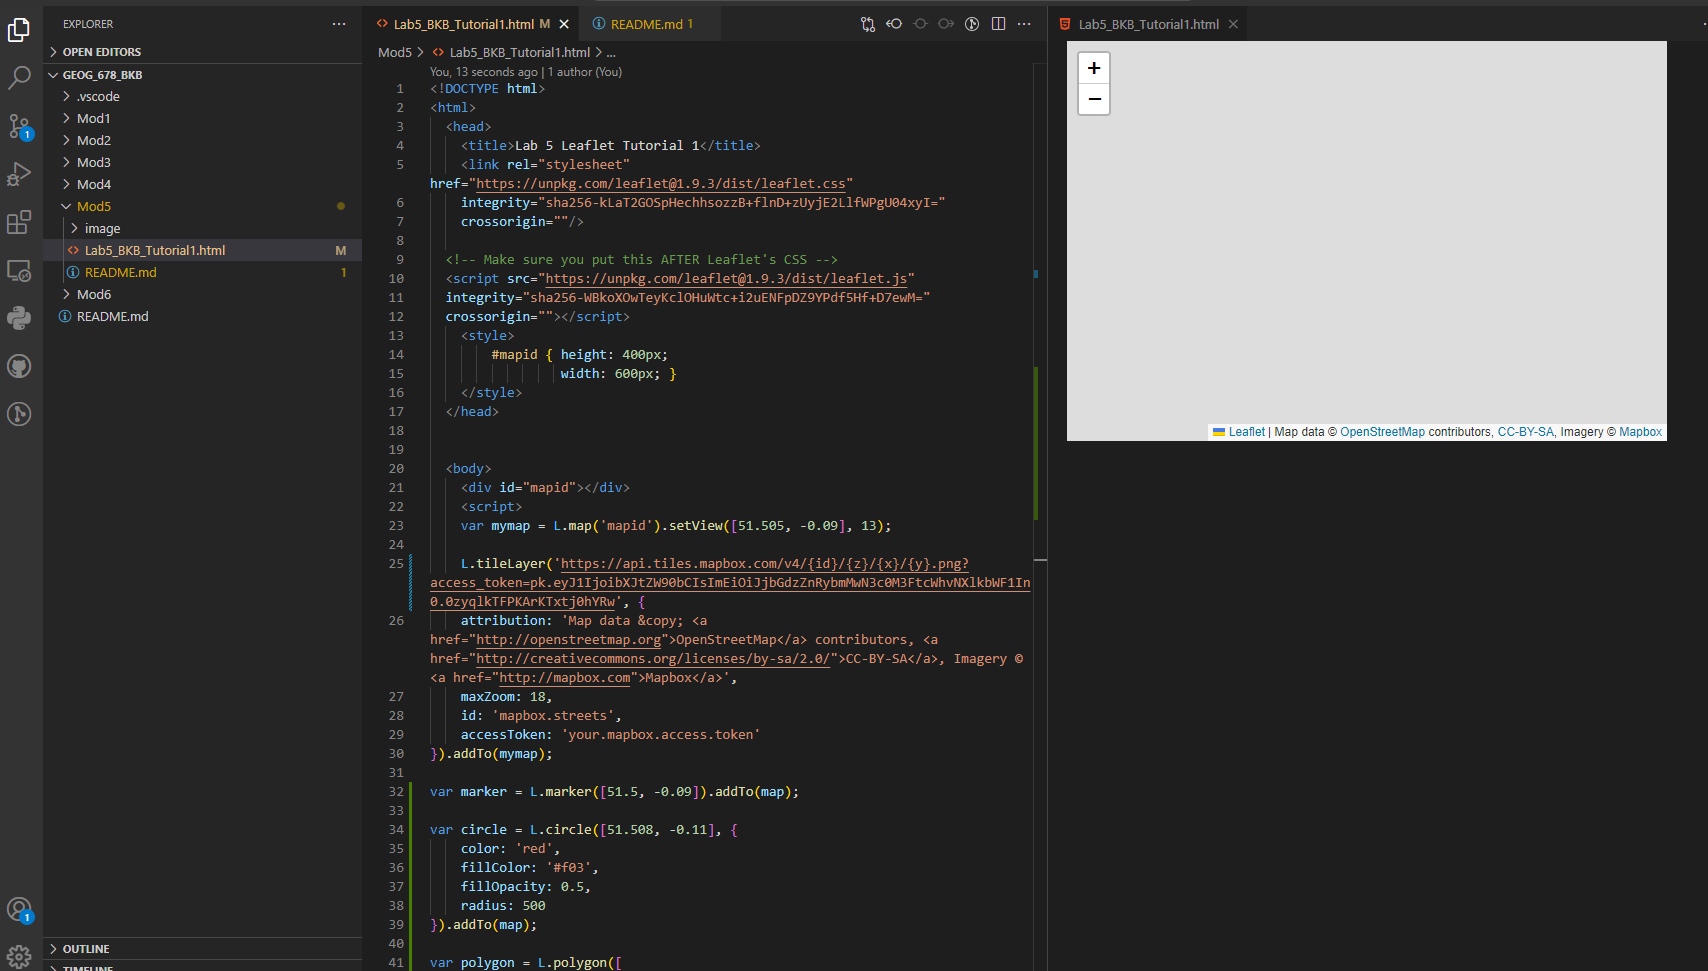 EXPLORER
OPEN EDITORS
GEOG_678_BKB
.vscode
Mod1
Mod2
Mod3
Mod4
Mod5
image
Lab5_BKB_Tutorial1.html M
README.md 1
Mod6
README.md
OUTLINE
TIMELINE
1
1
Lab5_BKB_Tutorial1.html M
README.md 1
Mod5 > Lab5_BKB_Tutorial1.html > ...
You, 13 seconds ago | 1 author (You)
1 <!DOCTYPE html>
2 <html>
3 <head>
4 <title>Lab 5 Leaflet Tutorial 1</title>
5 <link rel="stylesheet"
href="https://unpkg.com/leaflet@1.9.3/dist/leaflet.css"
6 integrity="sha256-kLaT2GOSpHechhsozzB+flnD+zUyjE2LlfWPgU04xyI="
7 crossorigin=""/>
8
9 <!-- Make sure you put this AFTER Leaflet's CSS -->
10 <script src="https://unpkg.com/leaflet@1.9.3/dist/leaflet.js"
11 integrity="sha256-WBkoXOwTeyKclOHuWtc+i2uENFpDZ9YPdf5Hf+D7ewM="
12 crossorigin=""></script>
13 <style>
14 #mapid { height: 400px;
15 width: 600px; }
16 </style>
17 </head>
18
19
20 <body>
21 <div id="mapid"></div>
22 <script>
23 var mymap = L.map('mapid').setView([51.505, -0.09], 13);
24
25 L.tileLayer('https://api.tiles.mapbox.com/v4/{id}/{z}/{x}/{y}.png?
access_token=pk.eyJ1IjoibXJtZW90bCIsImEiOiJjbGdzZnRybmMwN3c0M3FtcWhvNXlkbWF1In
0.0zyqlkTFPKArKTxtj0hYRw', {
26 attribution: 'Map data &copy; <a
href="http://openstreetmap.org">OpenStreetMap</a> contributors, <a
href="http://creativecommons.org/licenses/by-sa/2.0/">CC-BY-SA</a>, Imagery ©
<a href="http://mapbox.com">Mapbox</a>',
27 maxZoom: 18,
28 id: 'mapbox.streets',
29 accessToken: 'your.mapbox.access.token'
30 }).addTo(mymap);
31
32 var marker = L.marker([51.5, -0.09]).addTo(map);
33
34 var circle = L.circle([51.508, -0.11], {
35 color: 'red',
36 fillColor: '#f03',
37 fillOpacity: 0.5,
38 radius: 500
39 }).addTo(map);
40
41 var polygon = L.polygon([
Lab5_BKB_Tutorial1.html
+
−
Leaflet | Map data © OpenStreetMap contributors, CC-BY-SA, Imagery © Mapbox